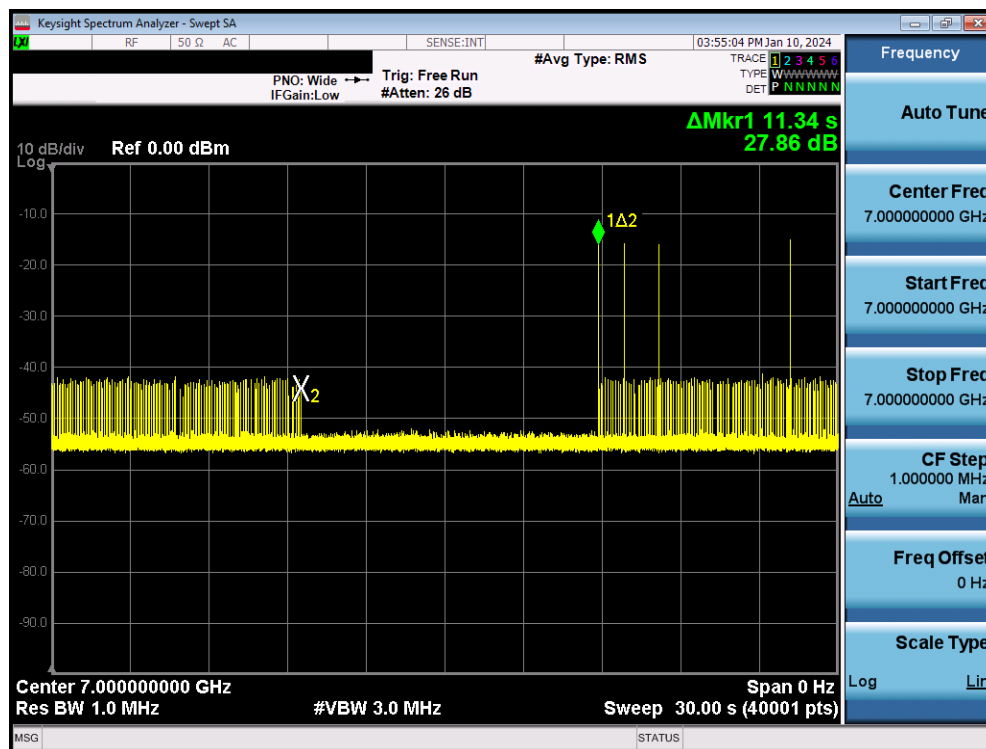 Keysight Spectrum Analyzer - Swept SA
LXI RF 50 Ω AC SENSE:INT 03:55:04 PM Jan 10, 2024
PNO: Wide
IFGain:Low
Trig: Free Run
#Atten: 26 dB
#Avg Type: RMS
TRACE 1 2 3 4 5 6
TYPE WWWWWWW
DET P N N N N N
ΔMkr1 11.34 s
27.86 dB
10 dB/div
Log
Ref 0.00 dBm
-10.0
-20.0
-30.0
-40.0
-50.0
-60.0
-70.0
-80.0
-90.0
1Δ2
X2
Center 7.000000000 GHz
Span 0 Hz
Res BW 1.0 MHz
#VBW 3.0 MHz
Sweep 30.00 s (40001 pts)
MSG
STATUS
Frequency
Auto Tune
Center Freq
7.000000000 GHz
Start Freq
7.000000000 GHz
Stop Freq
7.000000000 GHz
CF Step
1.000000 MHz
Auto Man
Freq Offset
0 Hz
Scale Type
Log Lin